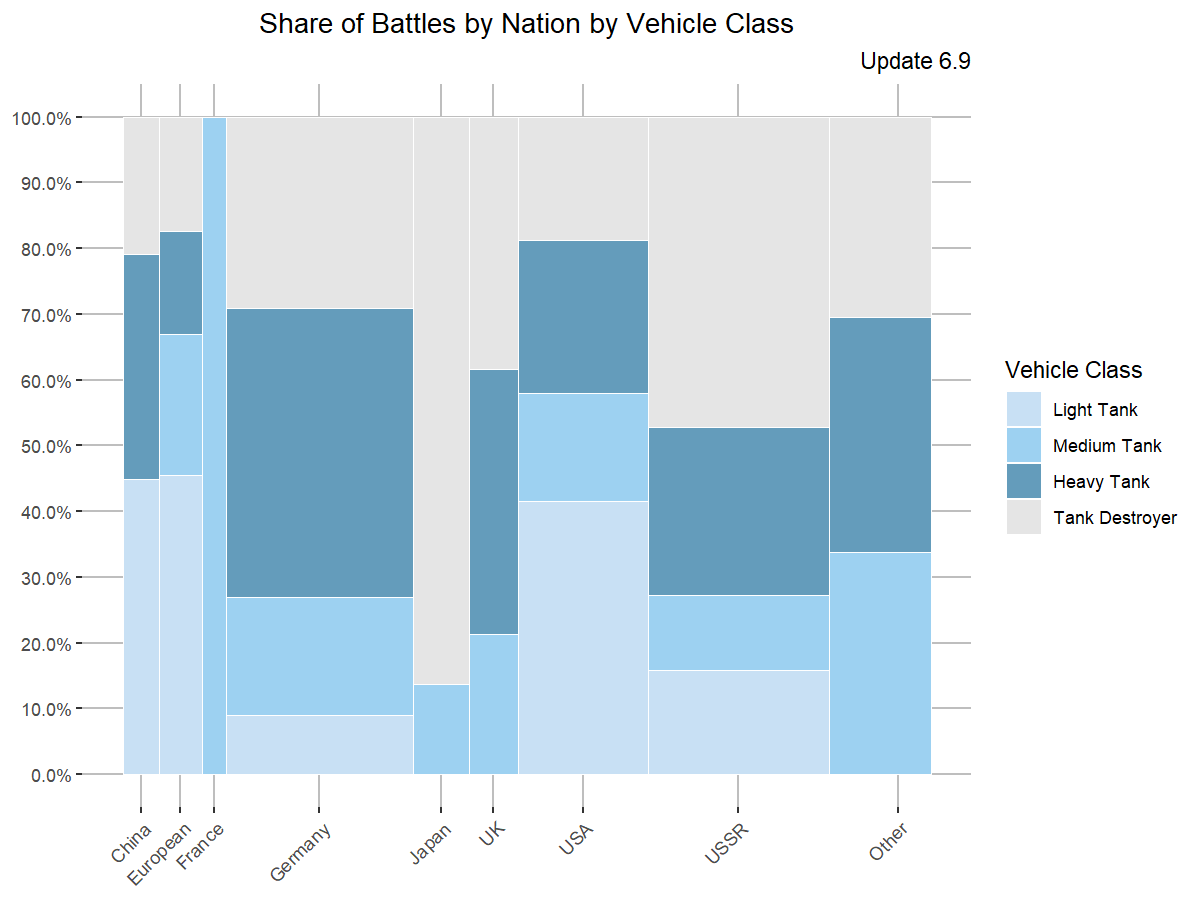 Share of Battles by Nation by Vehicle Class
Update 6.9
100.0%
90.0%
80.0%
70.0%
60.0%
50.0%
40.0%
30.0%
20.0%
10.0%
0.0%
China
European
France
Germany
Japan
UK
USA
USSR
Other
Vehicle Class
Light Tank
Medium Tank
Heavy Tank
Tank Destroyer